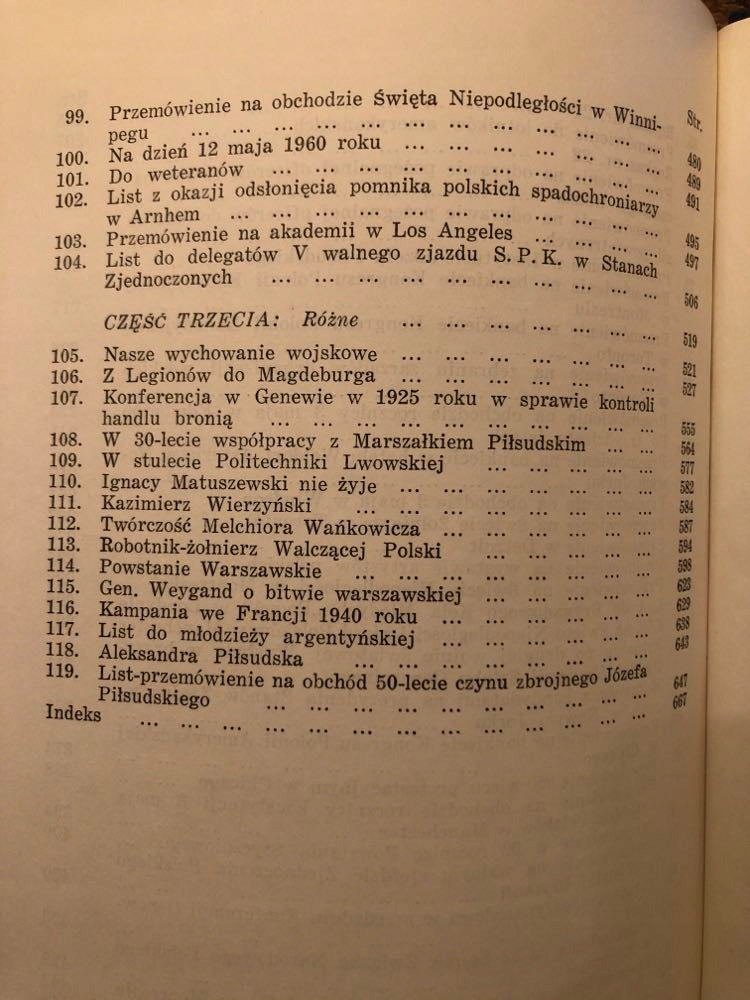 Str.
99. Przemówienie na obchodzie Święta Niepodległości w Winni-
pegu ... ... ... ... ... ... ... ... ... ... ... ... 480
100. Na dzień 12 maja 1960 roku ... ... ... ... ... ... 489
101. Do weteranów ... ... ... ... ... ... ... ... ... ... 491
102. List z okazji odsłonięcia pomnika polskich spadochroniarzy
w Arnhem ... ... ... ... ... ... ... ... ... ... 495
103. Przemówienie na akademii w Los Angeles ... ... ... 497
104. List do delegatów V walnego zjazdu S. P. K. w Stanach
Zjednoczonych ... ... ... ... ... ... ... ... ... 506
CZĘŚĆ TRZECIA: Różne ... ... ... ... ... ... 519
105. Nasze wychowanie wojskowe ... ... ... ... ... ... 521
106. Z Legionów do Magdeburga ... ... ... ... ... ... 527
107. Konferencja w Genewie w 1925 roku w sprawie kontroli
handlu bronią ... ... ... ... ... ... ... ... ... 555
108. W 30-lecie współpracy z Marszałkiem Piłsudskim ... ... 564
109. W stulecie Politechniki Lwowskiej ... ... ... ... 577
110. Ignacy Matuszewski nie żyje ... ... ... ... ... ... 582
111. Kazimierz Wierzyński ... ... ... ... ... ... ... 584
112. Twórczość Melchiora Wańkowicza ... ... ... ... ... 587
113. Robotnik-żołnierz Walczącej Polski ... ... ... ... 594
114. Powstanie Warszawskie ... ... ... ... ... ... ... 598
115. Gen. Weygand o bitwie warszawskiej ... ... ... ... 623
116. Kampania we Francji 1940 roku ... ... ... ... ... 629
117. List do młodzieży argentyńskiej ... ... ... ... ... 638
118. Aleksandra Piłsudska ... ... ... ... ... ... ... 643
119. List-przemówienie na obchód 50-lecie czynu zbrojnego Józefa
Piłsudskiego ... ... ... ... ... ... ... ... ... 647
Indeks ... ... ... ... ... ... ... ... ... ... ... ... 667